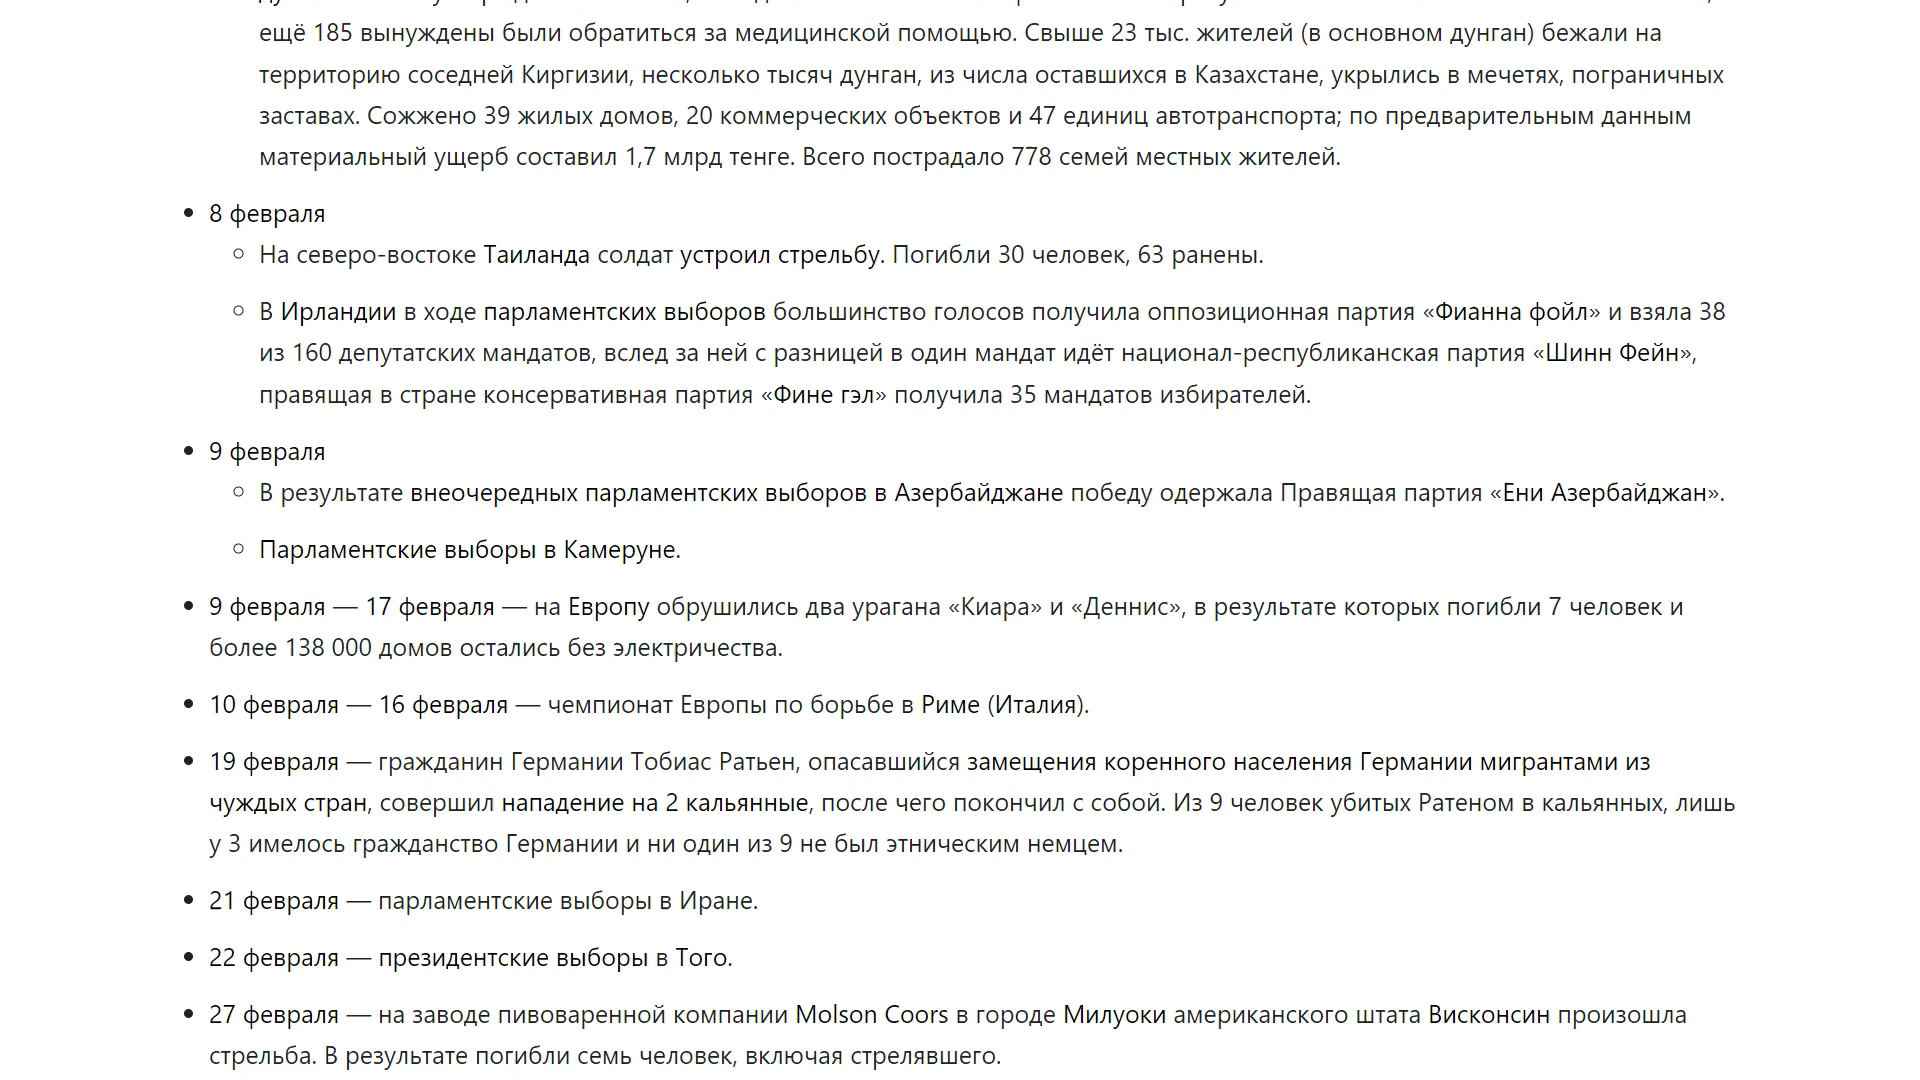 ещё 185 вынуждены были обратиться за медицинской помощью. Свыше 23 тыс. жителей (в основном дунган) бежали на
территорию соседней Киргизии, несколько тысяч дунган, из числа оставшихся в Казахстане, укрылись в мечетях, пограничных
заставах. Сожжено 39 жилых домов, 20 коммерческих объектов и 47 единиц автотранспорта; по предварительным данным
материальный ущерб составил 1,7 млрд тенге. Всего пострадало 778 семей местных жителей.
8 февраля
На северо-востоке Таиланда солдат устроил стрельбу. Погибли 30 человек, 63 ранены.
В Ирландии в ходе парламентских выборов большинство голосов получила оппозиционная партия «Фианна фойл» и взяла 38
из 160 депутатских мандатов, вслед за ней с разницей в один мандат идёт национал-республиканская партия «Шинн Фейн»,
правящая в стране консервативная партия «Фине гэл» получила 35 мандатов избирателей.
9 февраля
В результате внеочередных парламентских выборов в Азербайджане победу одержала Правящая партия «Ени Азербайджан».
Парламентские выборы в Камеруне.
9 февраля — 17 февраля — на Европу обрушились два урагана «Киара» и «Деннис», в результате которых погибли 7 человек и
более 138 000 домов остались без электричества.
10 февраля — 16 февраля — чемпионат Европы по борьбе в Риме (Италия).
19 февраля — гражданин Германии Тобиас Ратьен, опасавшийся замещения коренного населения Германии мигрантами из
чуждых стран, совершил нападение на 2 кальянные, после чего покончил с собой. Из 9 человек убитых Ратеном в кальянных, лишь
у 3 имелось гражданство Германии и ни один из 9 не был этническим немцем.
21 февраля — парламентские выборы в Иране.
22 февраля — президентские выборы в Того.
27 февраля — на заводе пивоваренной компании Molson Coors в городе Милуоки американского штата Висконсин произошла
стрельба. В результате погибли семь человек, включая стрелявшего.